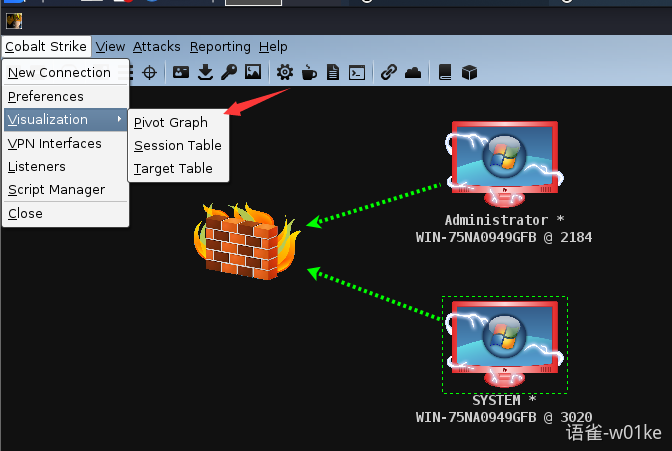 Cobalt Strike View Attacks Reporting Help
New Connection
Preferences
Visualization
VPN Interfaces
Listeners
Script Manager
Close
Pivot Graph
Session Table
Target Table
Administrator *
WIN-75NA0949GFB @ 2184
SYSTEM *
WIN-75NA0949GFB @ 3020
语雀-w01ke